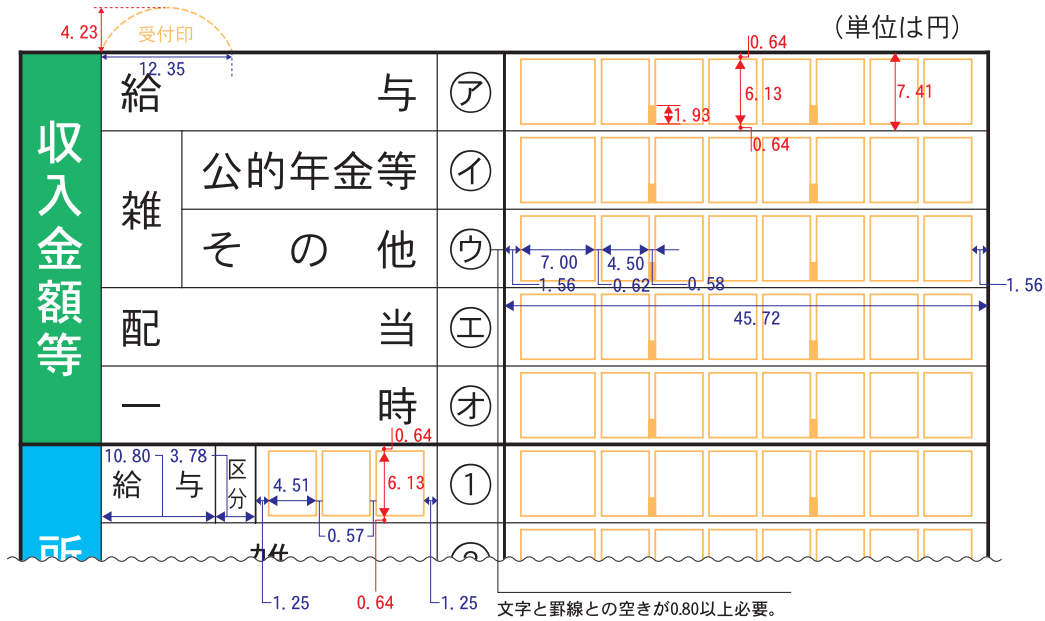 4.23
受付印
12.35
(単位は円)
収入金額等
給与
ア
0.64
6.13
1.93
0.64
7.41
雑
公的年金等
イ
その他
ウ
7.00
4.50
1.56
0.62
0.58
1.56
配当
エ
45.72
一時
オ
0.64
10.80
3.78
給与
区分
4.51
6.13
1
0.57
所
雑
2
1.25
0.64
1.25
文字と罫線との空きが0.80以上必要。